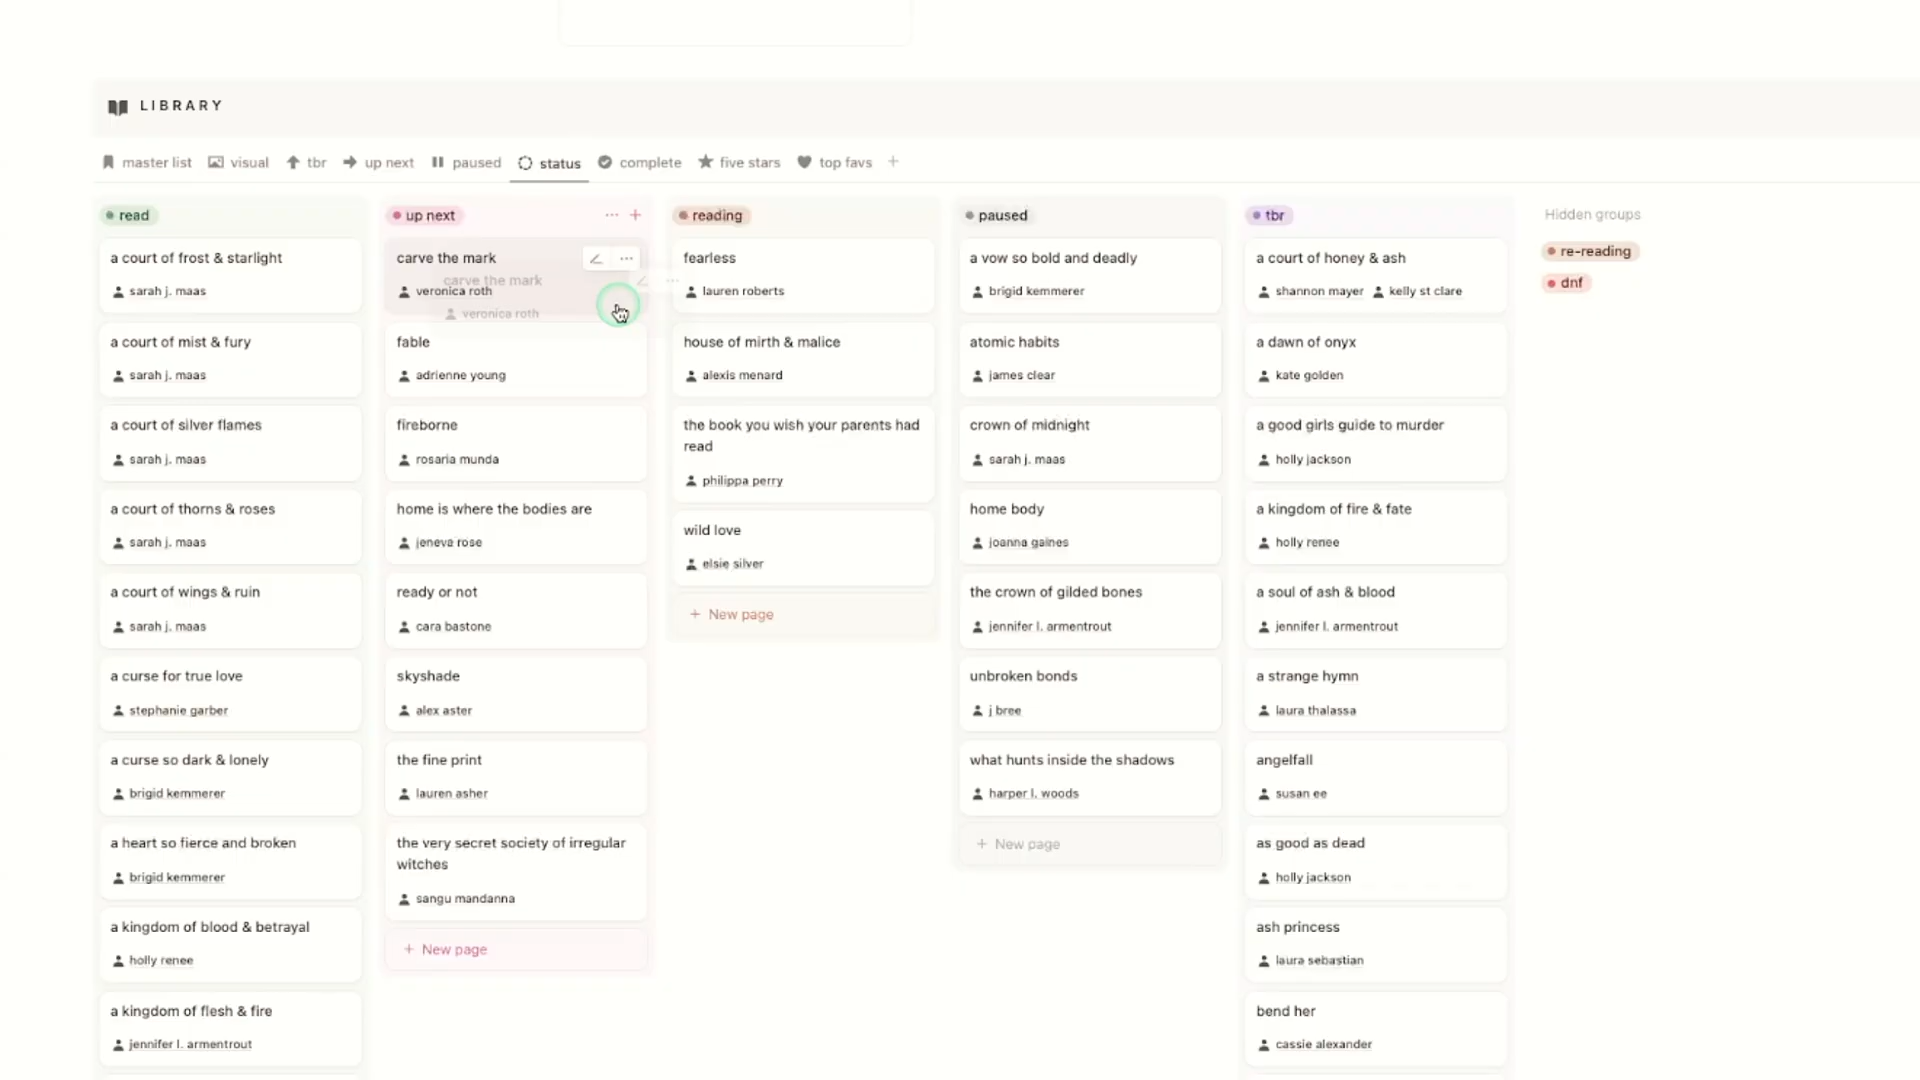 LIBRARY
master list visual tbr up next paused status complete five stars top favs +
read
a court of frost & starlight
sarah j. maas
a court of mist & fury
sarah j. maas
a court of silver flames
sarah j. maas
a court of thorns & roses
sarah j. maas
a court of wings & ruin
sarah j. maas
a curse for true love
stephanie garber
a curse so dark & lonely
brigid kemmerer
a heart so fierce and broken
brigid kemmerer
a kingdom of blood & betrayal
holly renee
a kingdom of flesh & fire
jennifer l. armentrout
up next ... +
carve the mark ...
carve the mark ...
veronica roth
veronica roth
fable
adrienne young
fireborne
rosaria munda
home is where the bodies are
jeneva rose
ready or not
cara bastone
skyshade
alex aster
the fine print
lauren asher
the very secret society of irregular
witches
sangu mandanna
+ New page
reading
fearless
lauren roberts
house of mirth & malice
alexis menard
the book you wish your parents had
read
philippa perry
wild love
elsie silver
+ New page
paused
a vow so bold and deadly
brigid kemmerer
atomic habits
james clear
crown of midnight
sarah j. maas
home body
joanna gaines
the crown of gilded bones
jennifer l. armentrout
unbroken bonds
j bree
what hunts inside the shadows
harper l. woods
+ New page
tbr
a court of honey & ash
shannon mayer kelly st clare
a dawn of onyx
kate golden
a good girls guide to murder
holly jackson
a kingdom of fire & fate
holly renee
a soul of ash & blood
jennifer l. armentrout
a strange hymn
laura thalassa
angelfall
susan ee
as good as dead
holly jackson
ash princess
laura sebastian
bend her
cassie alexander
Hidden groups
re-reading
dnf